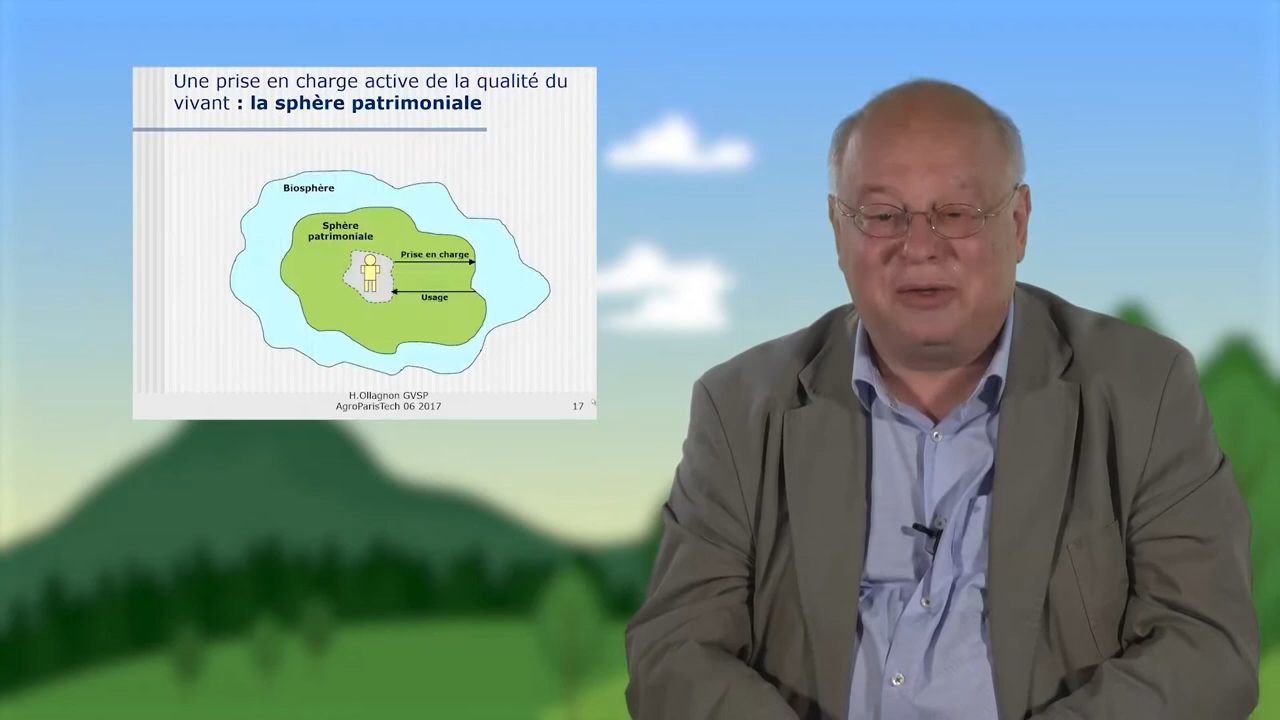 Une prise en charge active de la qualité du
vivant : la sphère patrimoniale
Biosphère
Sphère
patrimoniale
Prise en charge
Usage
H.Ollagnon GVSP
AgroParisTech 06 2017
17